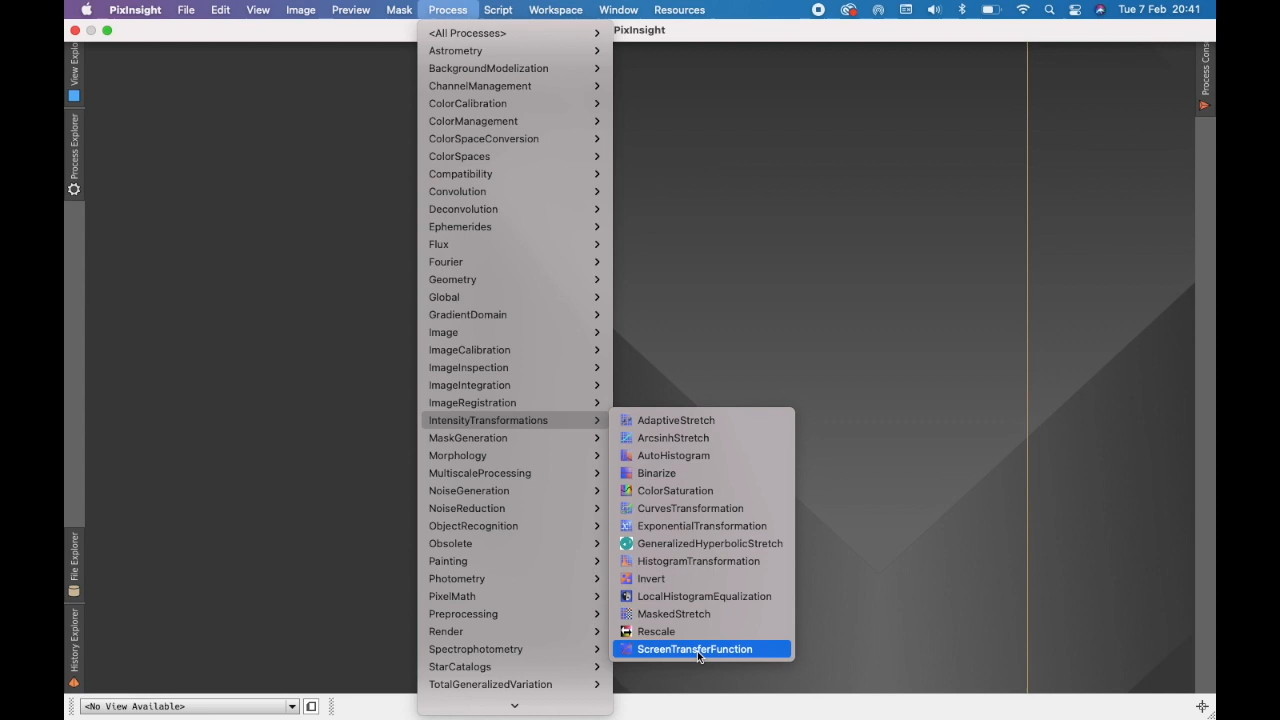 PixInsight File Edit View Image Preview Mask Process Script Workspace Window Resources Tue 7 Feb 20:41
PixInsight
<All Processes>
Astrometry
BackgroundModelization
ChannelManagement
ColorCalibration
ColorManagement
ColorSpaceConversion
ColorSpaces
Compatibility
Convolution
Deconvolution
Ephemerides
Flux
Fourier
Geometry
Global
GradientDomain
Image
ImageCalibration
ImageInspection
ImageIntegration
ImageRegistration
IntensityTransformations
MaskGeneration
Morphology
MultiscaleProcessing
NoiseGeneration
NoiseReduction
ObjectRecognition
Obsolete
Painting
Photometry
PixelMath
Preprocessing
Render
Spectrophotometry
StarCatalogs
TotalGeneralizedVariation
AdaptiveStretch
ArcsinhStretch
AutoHistogram
Binarize
ColorSaturation
CurvesTransformation
ExponentialTransformation
GeneralizedHyperbolicStretch
HistogramTransformation
Invert
LocalHistogramEqualization
MaskedStretch
Rescale
ScreenTransferFunction
View Explo
Process Explorer
File Explorer
History Explorer
Process Cons
<No View Available>